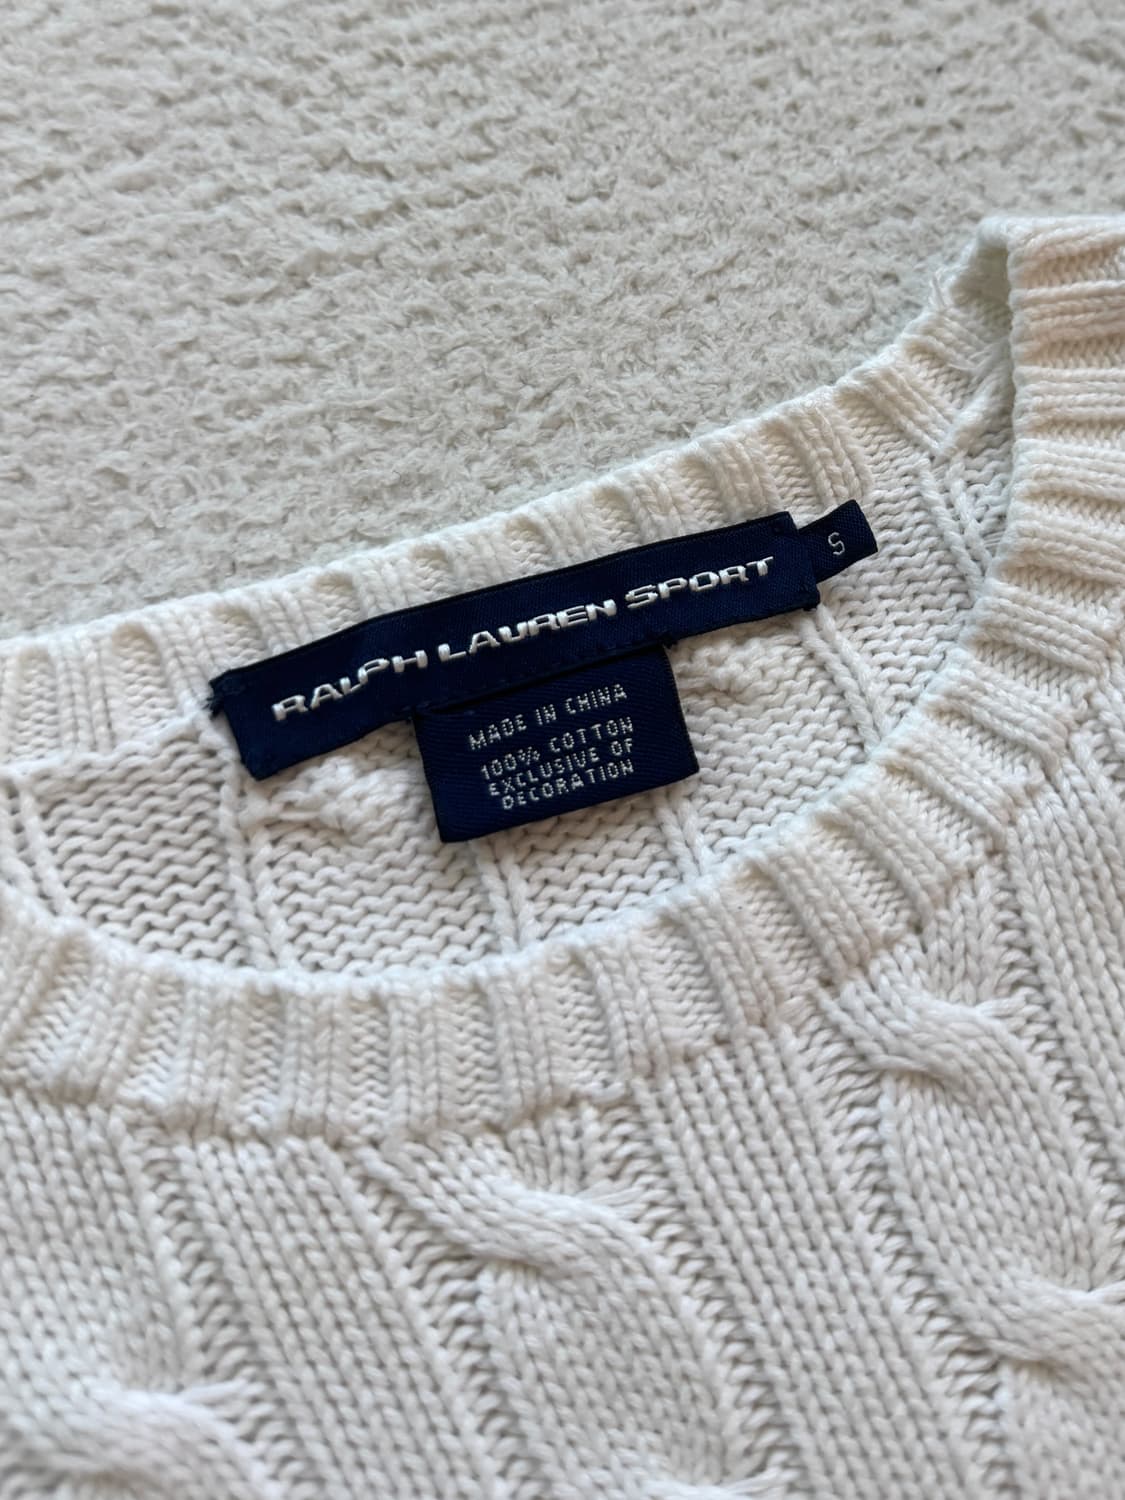 RALPH LAUREN SPORT
S
MADE IN CHINA
100% COTTON
EXCLUSIVE OF
DECORATION